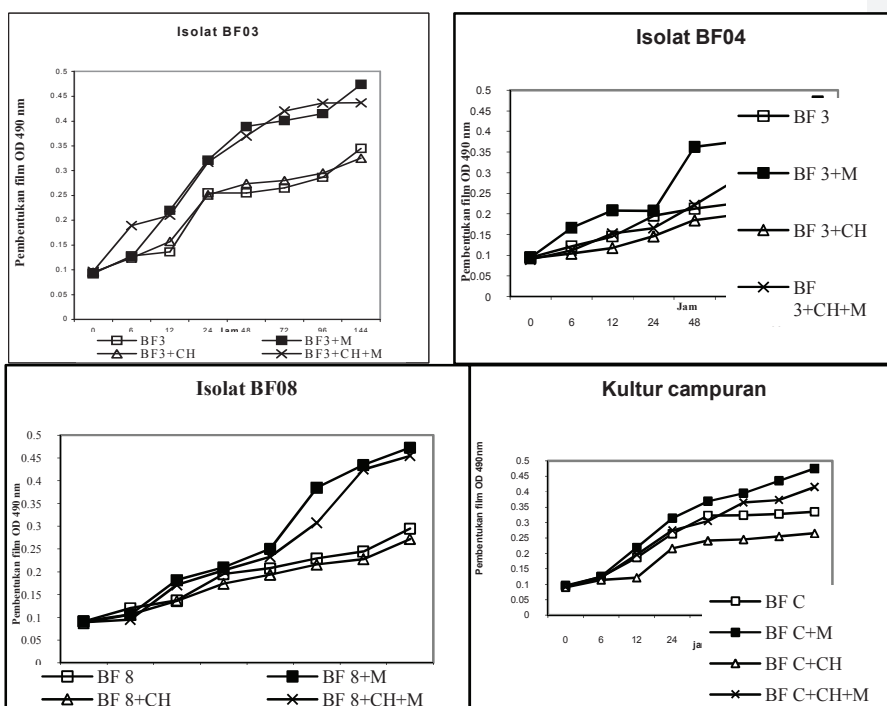 Isolat BF03
Pembentukan film OD 490 nm
0.5
0.45
0.4
0.35
0.3
0.25
0.2
0.15
0.1
0.05
0
0 6 12 24 Jam 48 72 96 144
BF3 BF3+M
BF3+CH BF3+CH+M
Isolat BF04
Pembentukan film OD 490 nm
0.5
0.45
0.4
0.35
0.3
0.25
0.2
0.15
0.1
0.05
0
Jam
0 6 12 24 48
BF 3
BF 3+M
BF 3+CH
BF
3+CH+M
Isolat BF08
Pembentukan film OD 490 nm
0.5
0.45
0.4
0.35
0.3
0.25
0.2
0.15
0.1
0.05
0
BF 8 BF 8+M
BF 8+CH BF 8+CH+M
Kultur campuran
Pembentukan film OD 490nm
0.5
0.45
0.4
0.35
0.3
0.25
0.2
0.15
0.1
0.05
0
0 6 12 24
BF C
BF C+M
BF C+CH
BF C+CH+M